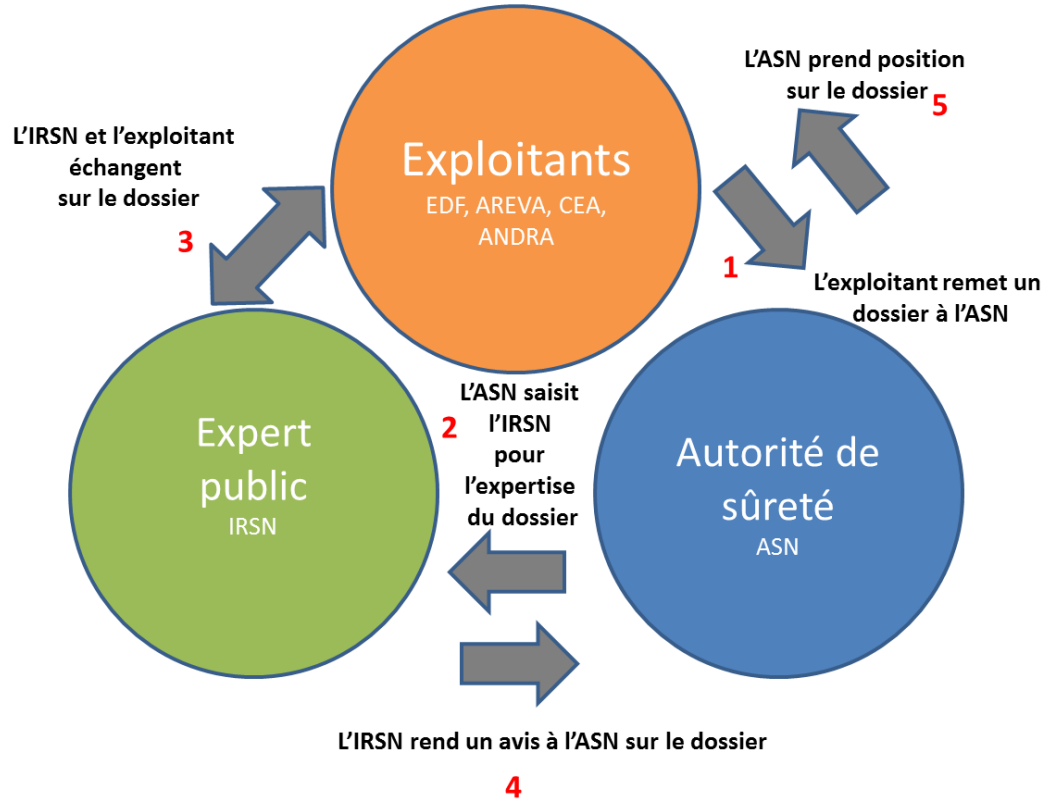 L'ASN prend position
sur le dossier 5
L'IRSN et l'exploitant
échangent
sur le dossier
3
Exploitants
EDF, AREVA, CEA,
ANDRA
1
L'exploitant remet un
dossier à l'ASN
L'ASN saisit
2 l'IRSN
pour
l'expertise
du dossier
Expert
public
IRSN
Autorité de
sûreté
ASN
L'IRSN rend un avis à l'ASN sur le dossier
4